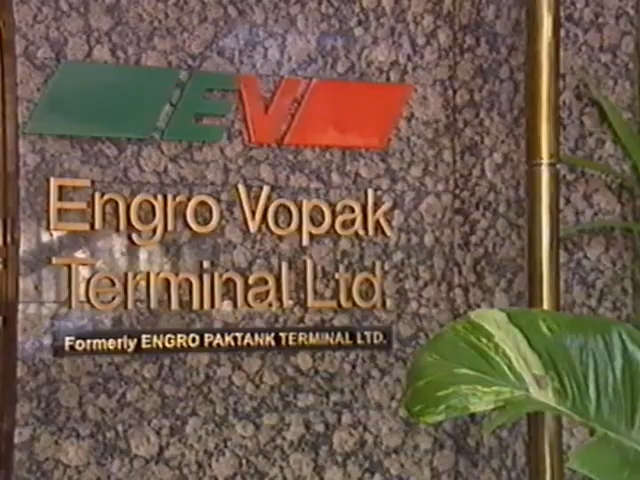 EV
Engro Vopak
Terminal Ltd.
Formerly ENGRO PAKTANK TERMINAL LTD.